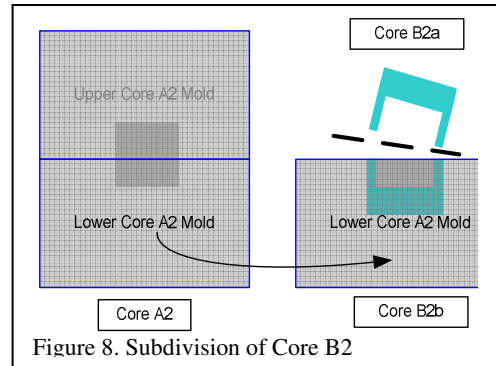 Core B2a
Upper Core A2 Mold
Lower Core A2 Mold
Lower Core A2 Mold
Core A2
Core B2b
Figure 8. Subdivision of Core B2